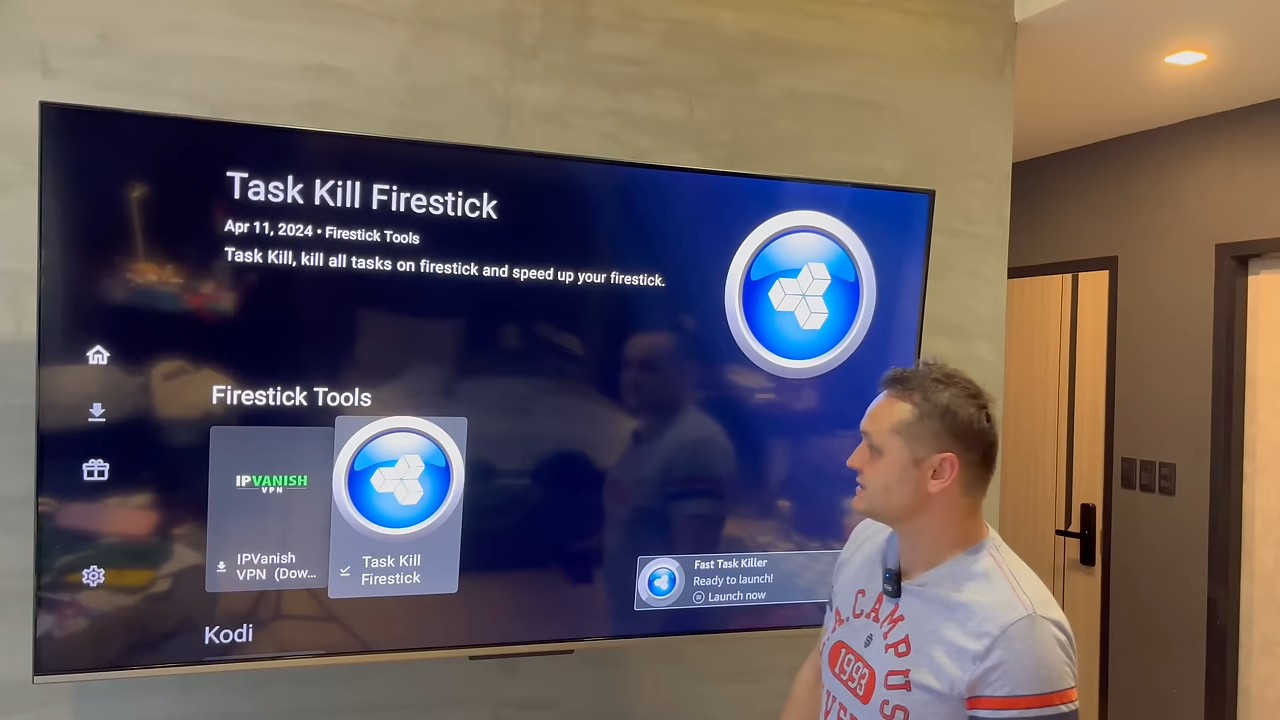 Task Kill Firestick
Apr 11, 2024 • Firestick Tools
Task Kill, kill all tasks on firestick and speed up your firestick.
Firestick Tools
IPVANISH
VPN
IPVanish
VPN (Dow...
Task Kill
Firestick
Fast Task Killer
Ready to launch!
Launch now
Kodi
CAMPUS
1993